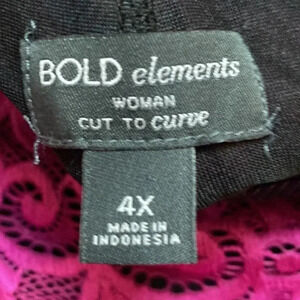 BOLD elements
WOMAN
CUT TO curve
4X
MADE IN
INDONESIA